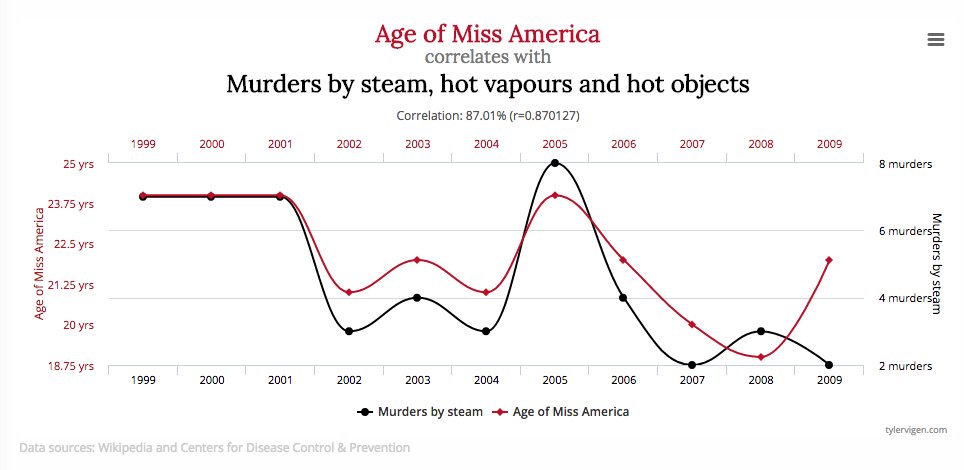 Age of Miss America
correlates with
Murders by steam, hot vapours and hot objects
Correlation: 87.01% (r=0.870127)
1999 2000 2001 2002 2003 2004 2005 2006 2007 2008 2009
25 yrs
23.75 yrs
22.5 yrs
21.25 yrs
20 yrs
18.75 yrs
Age of Miss America
8 murders
6 murders
4 murders
2 murders
Murders by steam
1999 2000 2001 2002 2003 2004 2005 2006 2007 2008 2009
Murders by steam Age of Miss America
tylervigen.com
Data sources: Wikipedia and Centers for Disease Control & Prevention